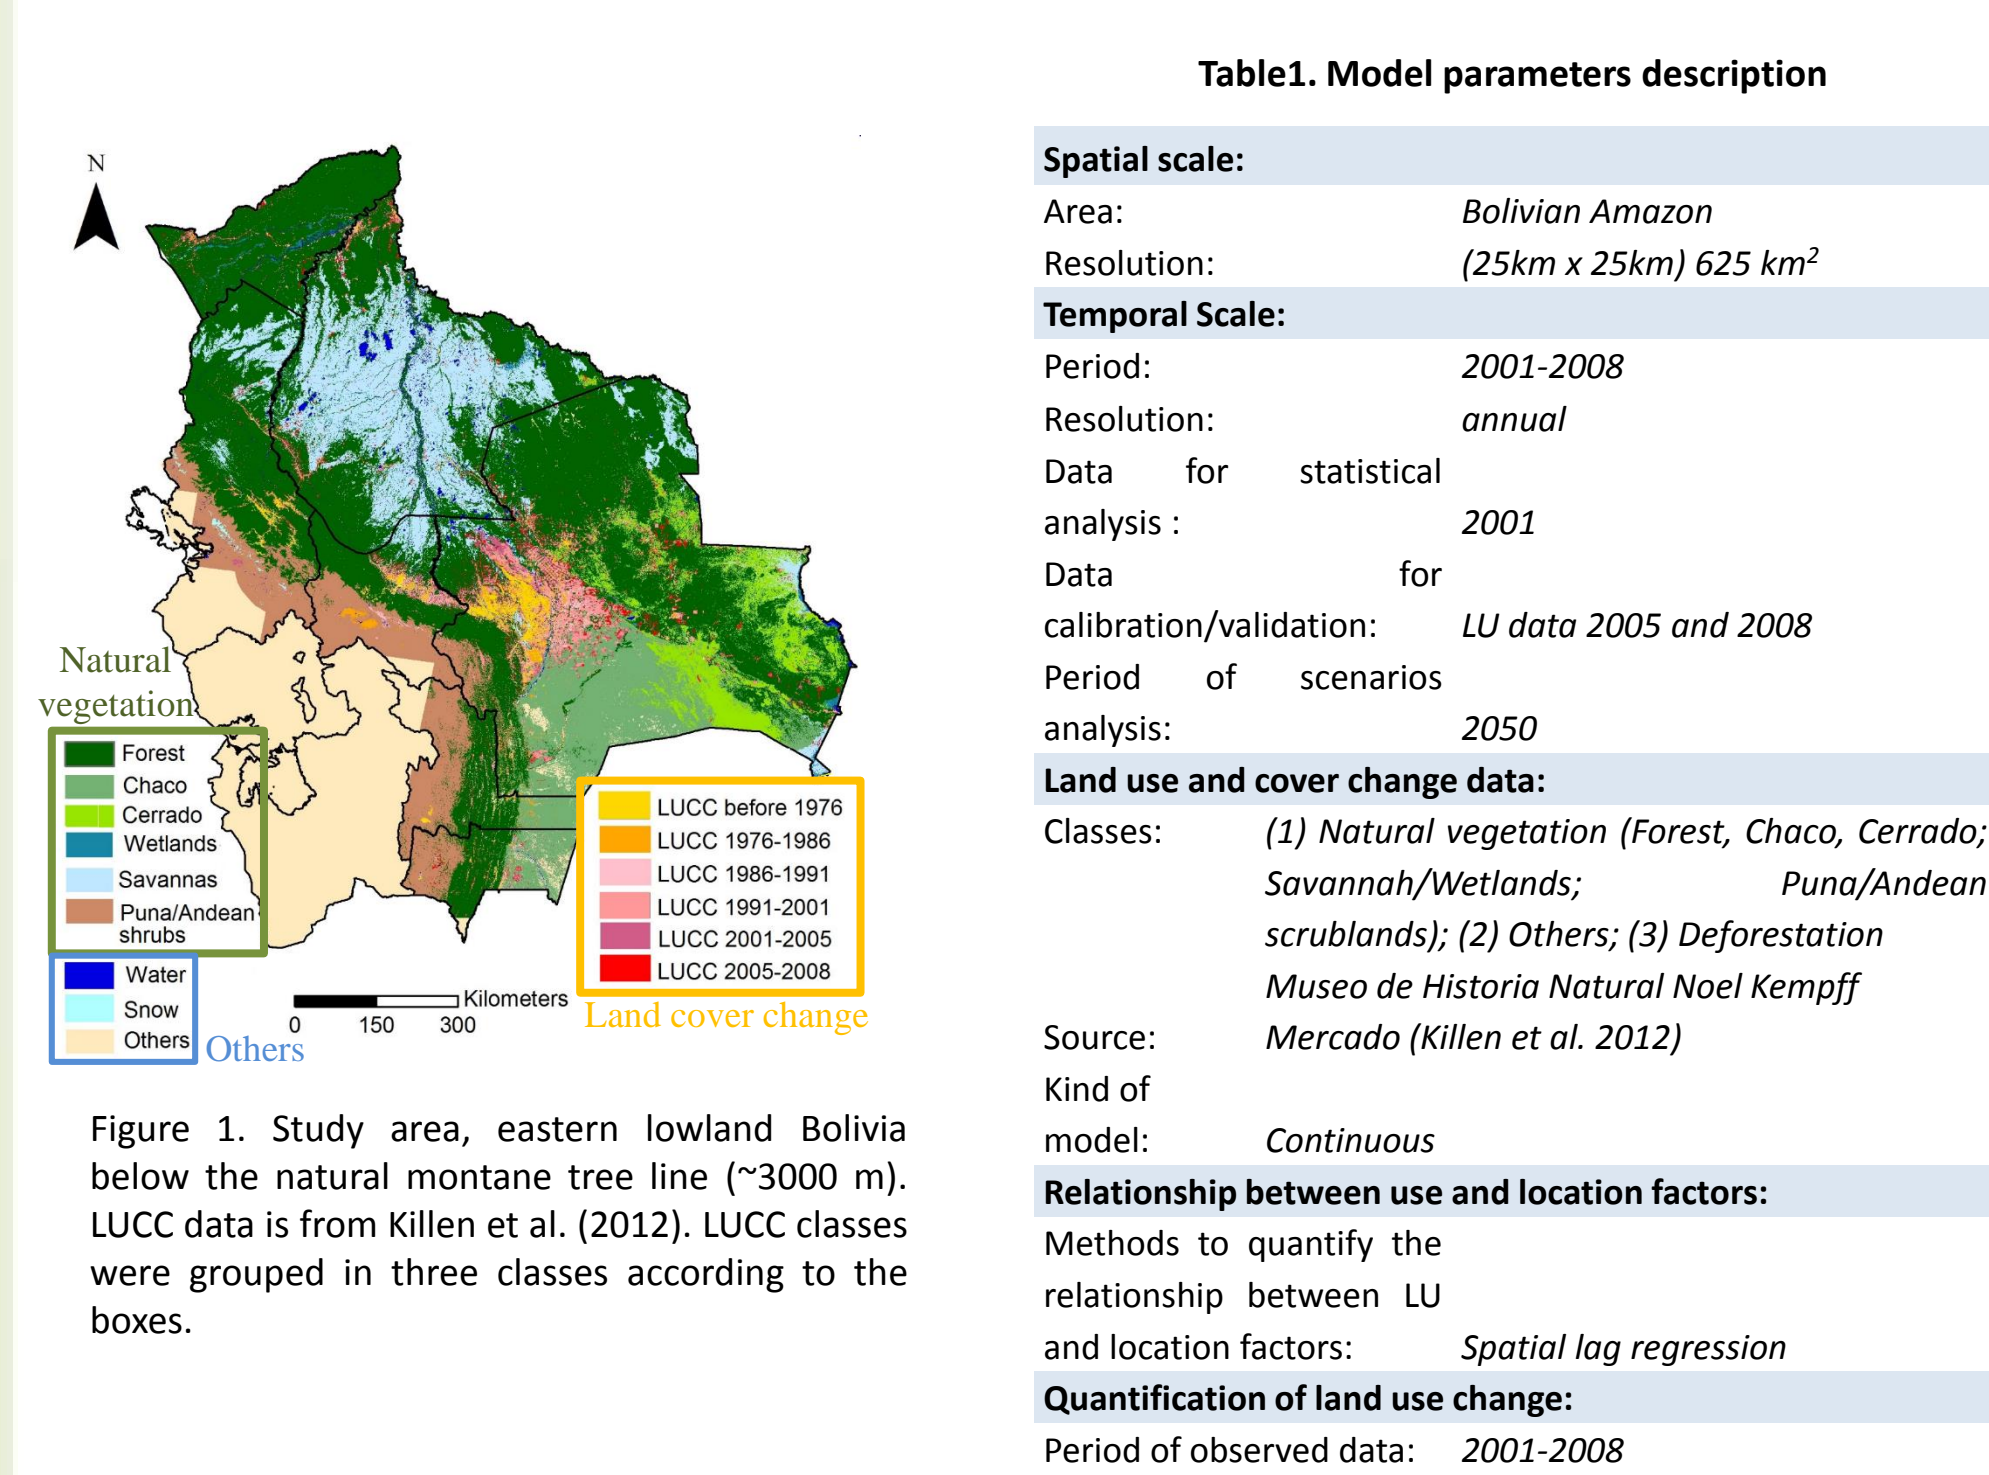 N
Natural
vegetation
Forest
Chaco
Cerrado
Wetlands
Savannas
Puna/Andean
shrubs
Water
Snow
Others
Others
Kilometers
0 150 300
LUCC before 1976
LUCC 1976-1986
LUCC 1986-1991
LUCC 1991-2001
LUCC 2001-2005
LUCC 2005-2008
Land cover change
Figure 1. Study area, eastern lowland Bolivia
below the natural montane tree line (~3000 m).
LUCC data is from Killen et al. (2012). LUCC classes
were grouped in three classes according to the
boxes.
Table1. Model parameters description
Spatial scale:
Area: Bolivian Amazon
Resolution: (25km x 25km) 625 km²
Temporal Scale:
Period: 2001-2008
Resolution: annual
Data for statistical
analysis : 2001
Data for
calibration/validation: LU data 2005 and 2008
Period of scenarios
analysis: 2050
Land use and cover change data:
Classes: (1) Natural vegetation (Forest, Chaco, Cerrado;
Savannah/Wetlands; Puna/Andean
scrublands); (2) Others; (3) Deforestation
Museo de Historia Natural Noel Kempff
Source: Mercado (Killen et al. 2012)
Kind of
model: Continuous
Relationship between use and location factors:
Methods to quantify the
relationship between LU
and location factors: Spatial lag regression
Quantification of land use change:
Period of observed data: 2001-2008